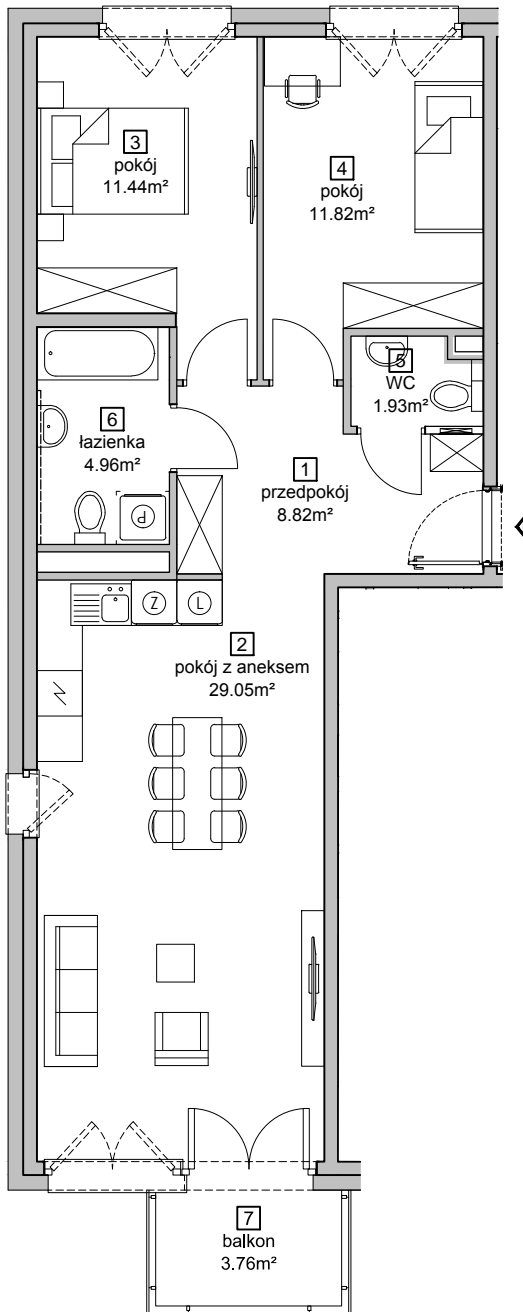 3
pokój
11.44m²
4
pokój
11.82m²
5
WC
1.93m²
6
łazienka
4.96m²
1
przedpokój
8.82m²
P
Z
L
2
pokój z aneksem
29.05m²
7
balkon
3.76m²